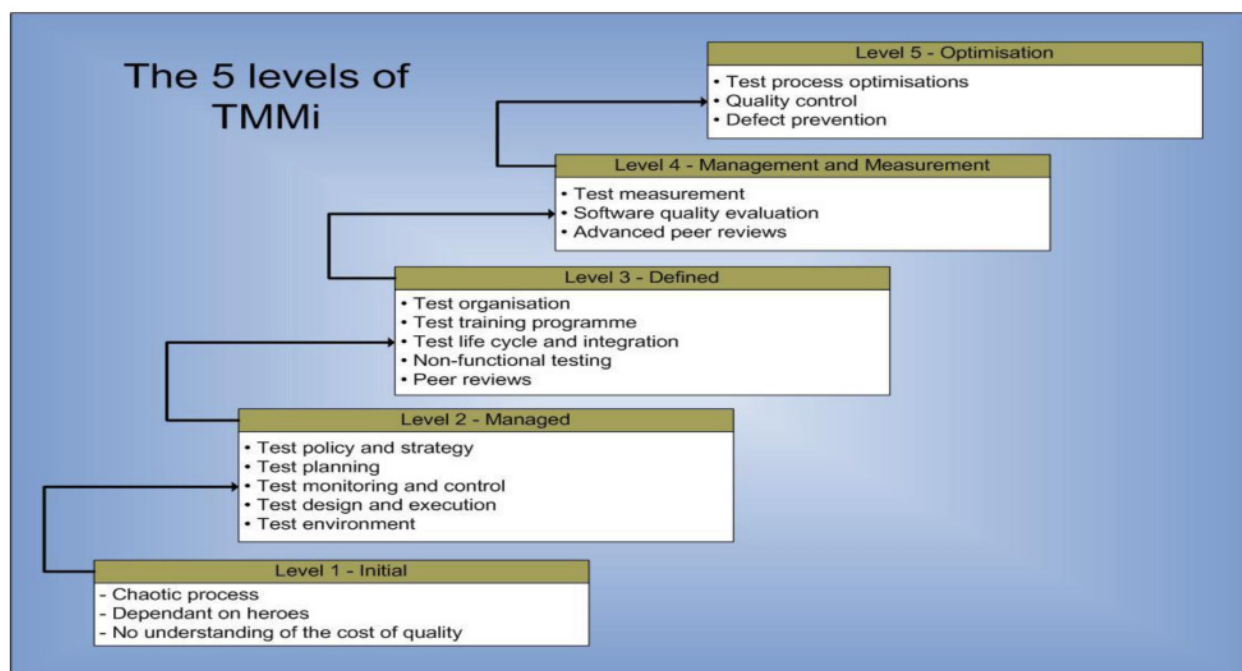 The 5 levels of
TMMi
Level 5 - Optimisation
• Test process optimisations
• Quality control
• Defect prevention
Level 4 - Management and Measurement
• Test measurement
• Software quality evaluation
• Advanced peer reviews
Level 3 - Defined
• Test organisation
• Test training programme
• Test life cycle and integration
• Non-functional testing
• Peer reviews
Level 2 - Managed
• Test policy and strategy
• Test planning
• Test monitoring and control
• Test design and execution
• Test environment
Level 1 - Initial
- Chaotic process
- Dependant on heroes
- No understanding of the cost of quality